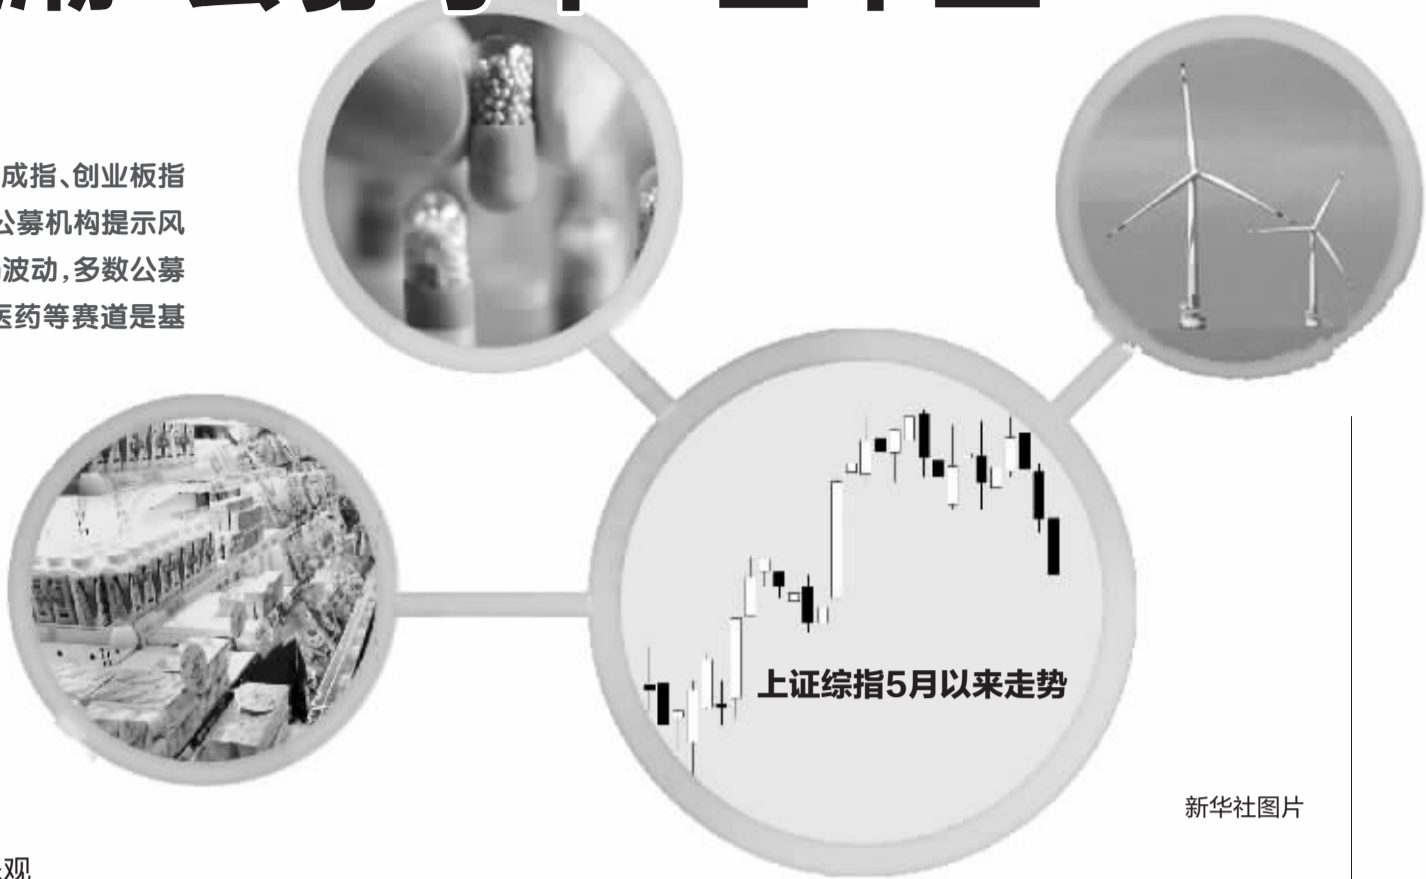 成指、创业板指
公募机构提示风
波动，多数公募
医药等赛道是基
上证综指5月以来走势
新华社图片
观